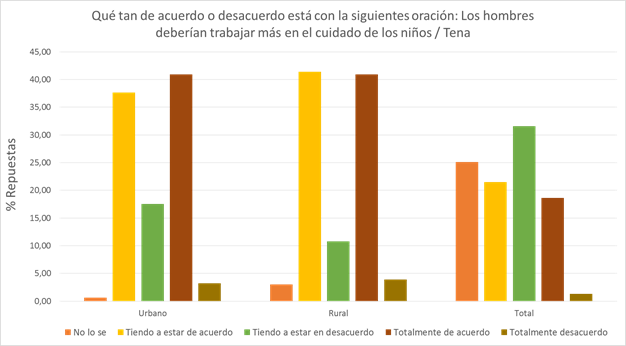 Qué tan de acuerdo o desacuerdo está con la siguientes oración: Los hombres
deberían trabajar más en el cuidado de los niños / Tena
% Repuestas
45,00
40,00
35,00
30,00
25,00
20,00
15,00
10,00
5,00
0,00
Urbano Rural Total
No lo se Tiendo a estar de acuerdo Tiendo a estar en desacuerdo Totalmente de acuerdo Totalmente desacuerdo